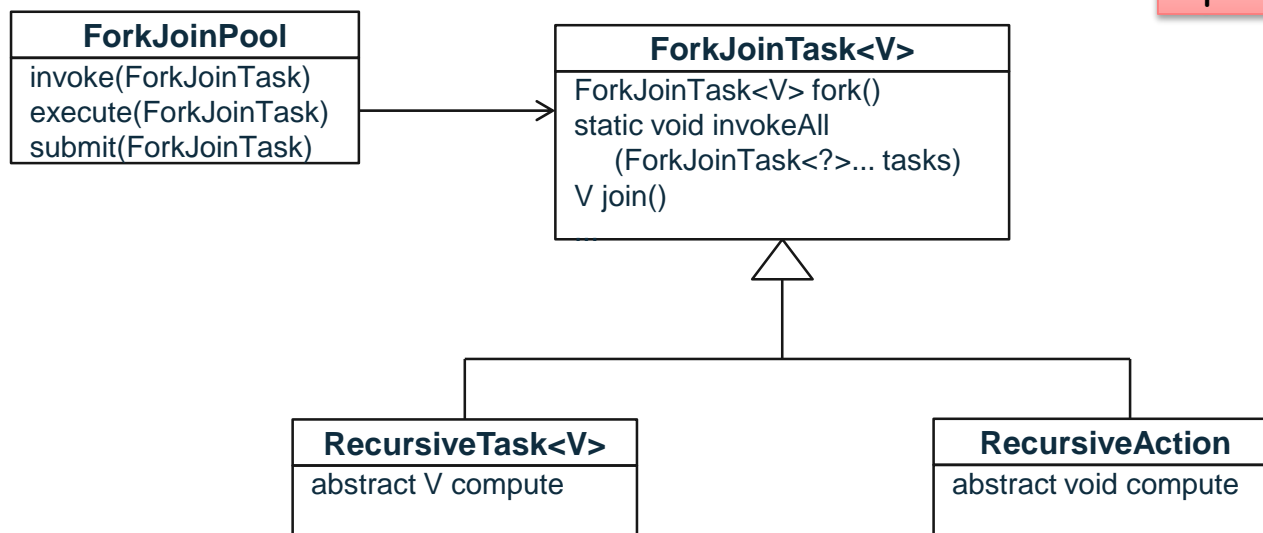 ForkJoinPool
invoke(ForkJoinTask)
execute(ForkJoinTask)
submit(ForkJoinTask)
ForkJoinTask<V>
ForkJoinTask<V> fork()
static void invokeAll
(ForkJoinTask<?>... tasks)
V join()
...
RecursiveTask<V>
abstract V compute
RecursiveAction
abstract void compute